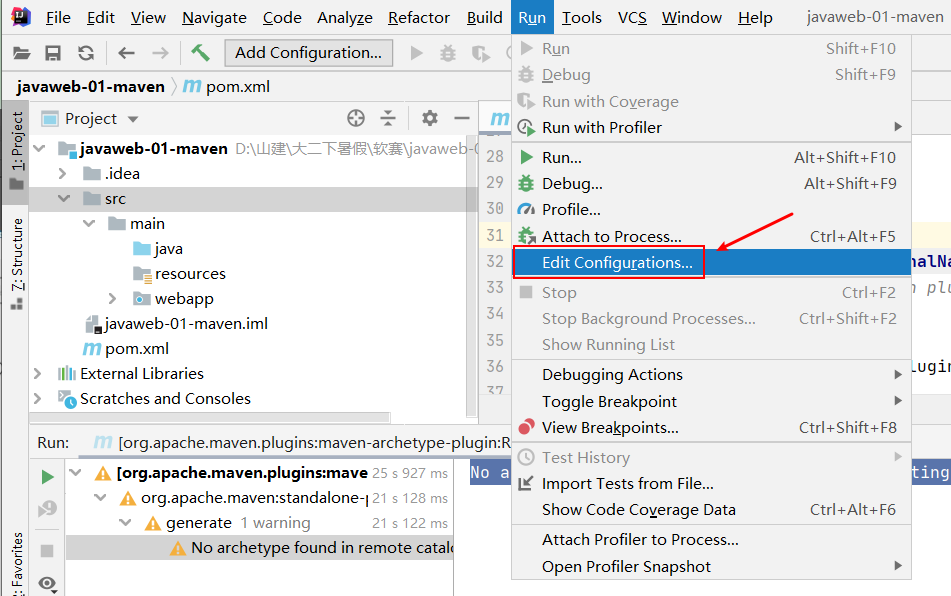 File Edit View Navigate Code Analyze Refactor Build Run Tools VCS Window Help javaweb-01-maven
Add Configuration...
javaweb-01-maven pom.xml
1: Project
Z: Structure
Favorites
Project
javaweb-01-maven D:\山建\大二下暑假\软赛\javaweb-0
.idea
src
main
java
resources
webapp
javaweb-01-maven.iml
pom.xml
External Libraries
Scratches and Consoles
28
29
30
31
32
33
34
35
36
37
Run Shift+F10
Debug Shift+F9
Run with Coverage
Run with Profiler
Run... Alt+Shift+F10
Debug... Alt+Shift+F9
Profile...
Attach to Process... Ctrl+Alt+F5
Edit Configurations...
Stop Ctrl+F2
Stop Background Processes... Ctrl+Shift+F2
Show Running List
Debugging Actions
Toggle Breakpoint
View Breakpoints... Ctrl+Shift+F8
Test History
Import Tests from File...
Show Code Coverage Data Ctrl+Alt+F6
Attach Profiler to Process...
Open Profiler Snapshot
Run: [org.apache.maven.plugins:maven-archetype-plugin:R
[org.apache.maven.plugins:mave 25 s 927 ms
org.apache.maven:standalone-p 21 s 128 ms
generate 1 warning 21 s 122 ms
No archetype found in remote catalo
No a
ting